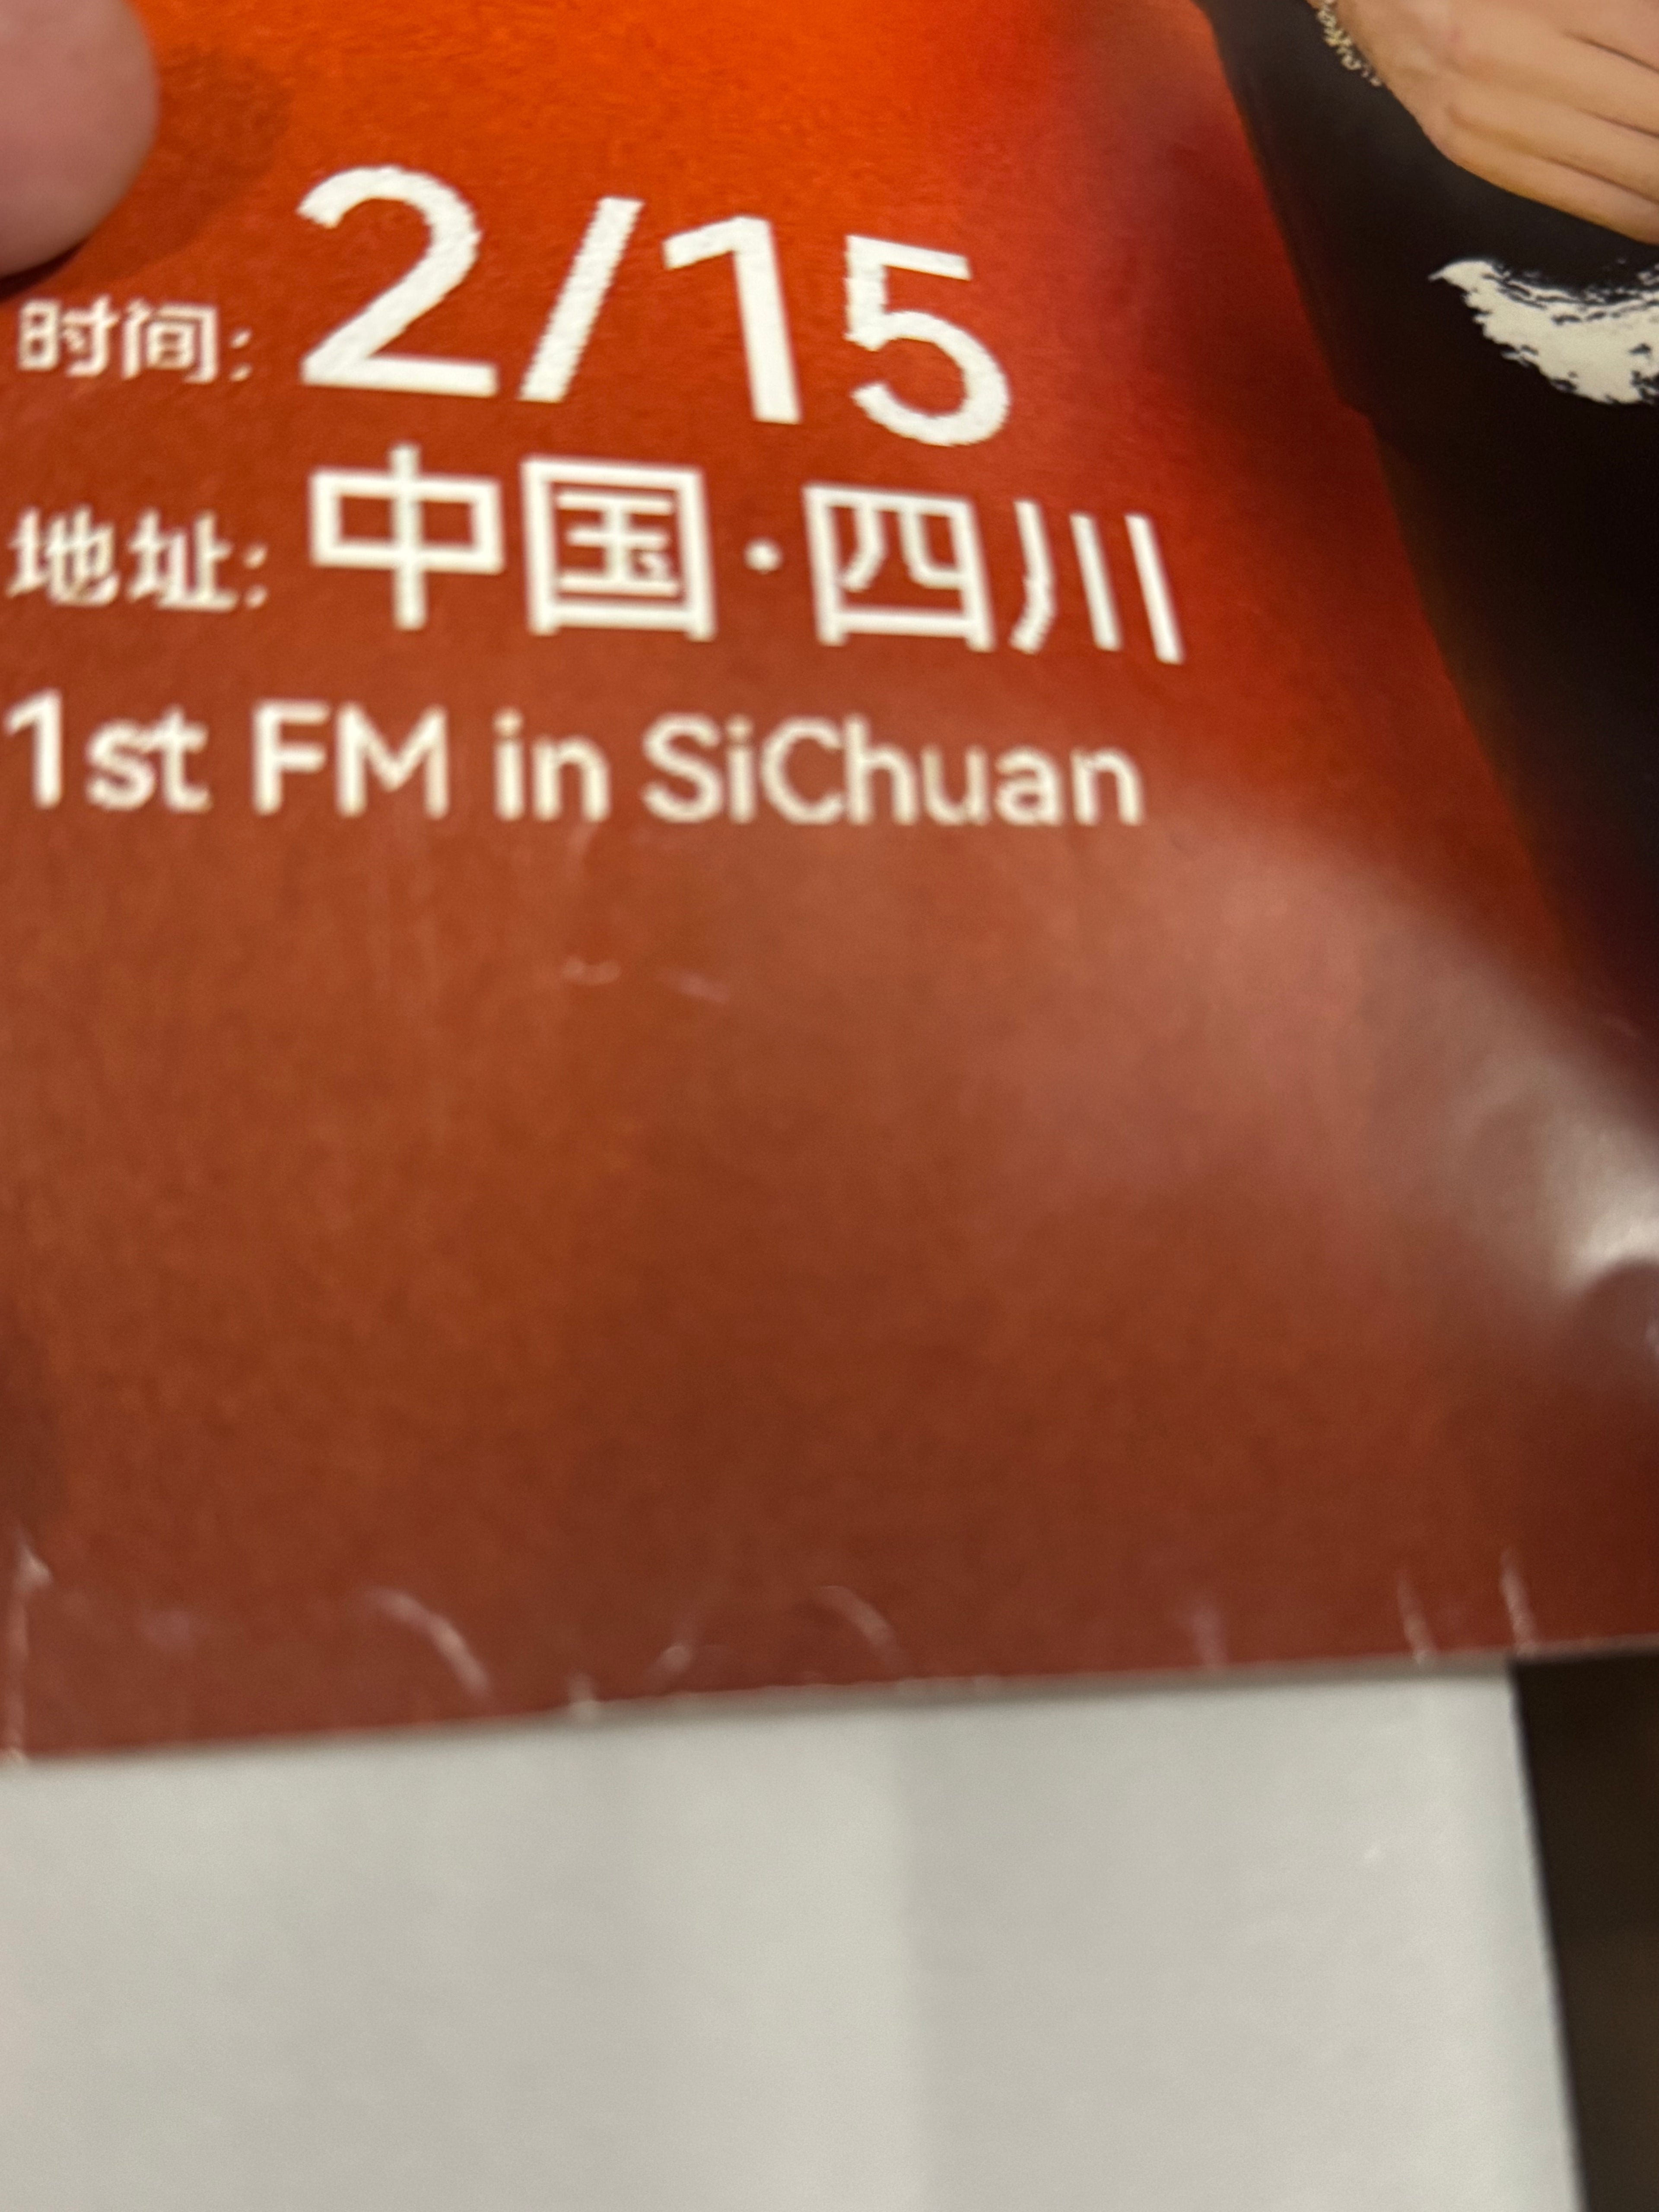 时间: 2/15
地址: 中国·四川
1st FM in SiChuan